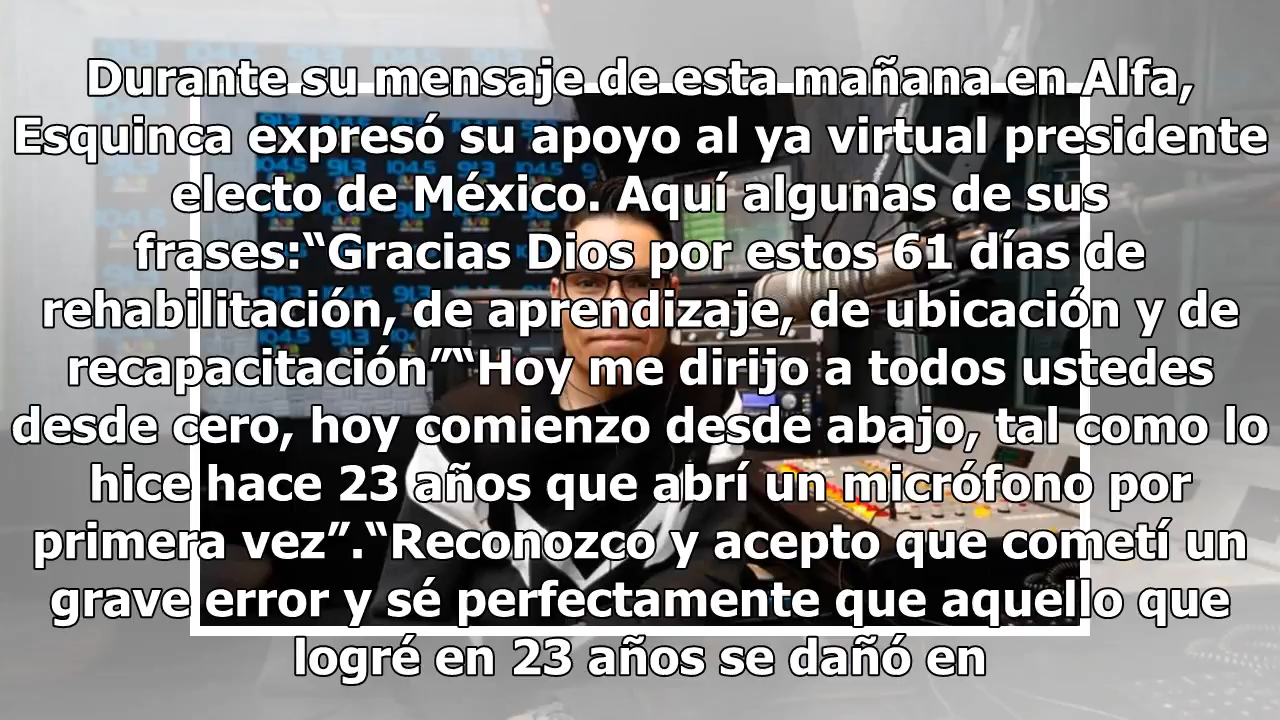 Durante su mensaje de esta mañana en Alfa,
Esquinca expresó su apoyo al ya virtual presidente
electo de México. Aquí algunas de sus
frases:“Gracias Dios por estos 61 días de
rehabilitación, de aprendizaje, de ubicación y de
recapacitación”“Hoy me dirijo a todos ustedes
desde cero, hoy comienzo desde abajo, tal como lo
hice hace 23 años que abrí un micrófono por
primera vez”.“Reconozco y acepto que cometí un
grave error y sé perfectamente que aquello que
logré en 23 años se dañó en